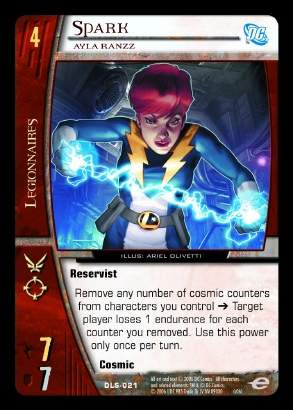 4
SPARK
AYLA RANZZ
DC
LEGIONNAIRES
ILLUS: ARIEL OLIVETTI
Reservist
Remove any number of cosmic counters
from characters you control ➔ Target
player loses 1 endurance for each
counter you removed. Use this power
only once per turn.
Cosmic
7
7
DLS-021